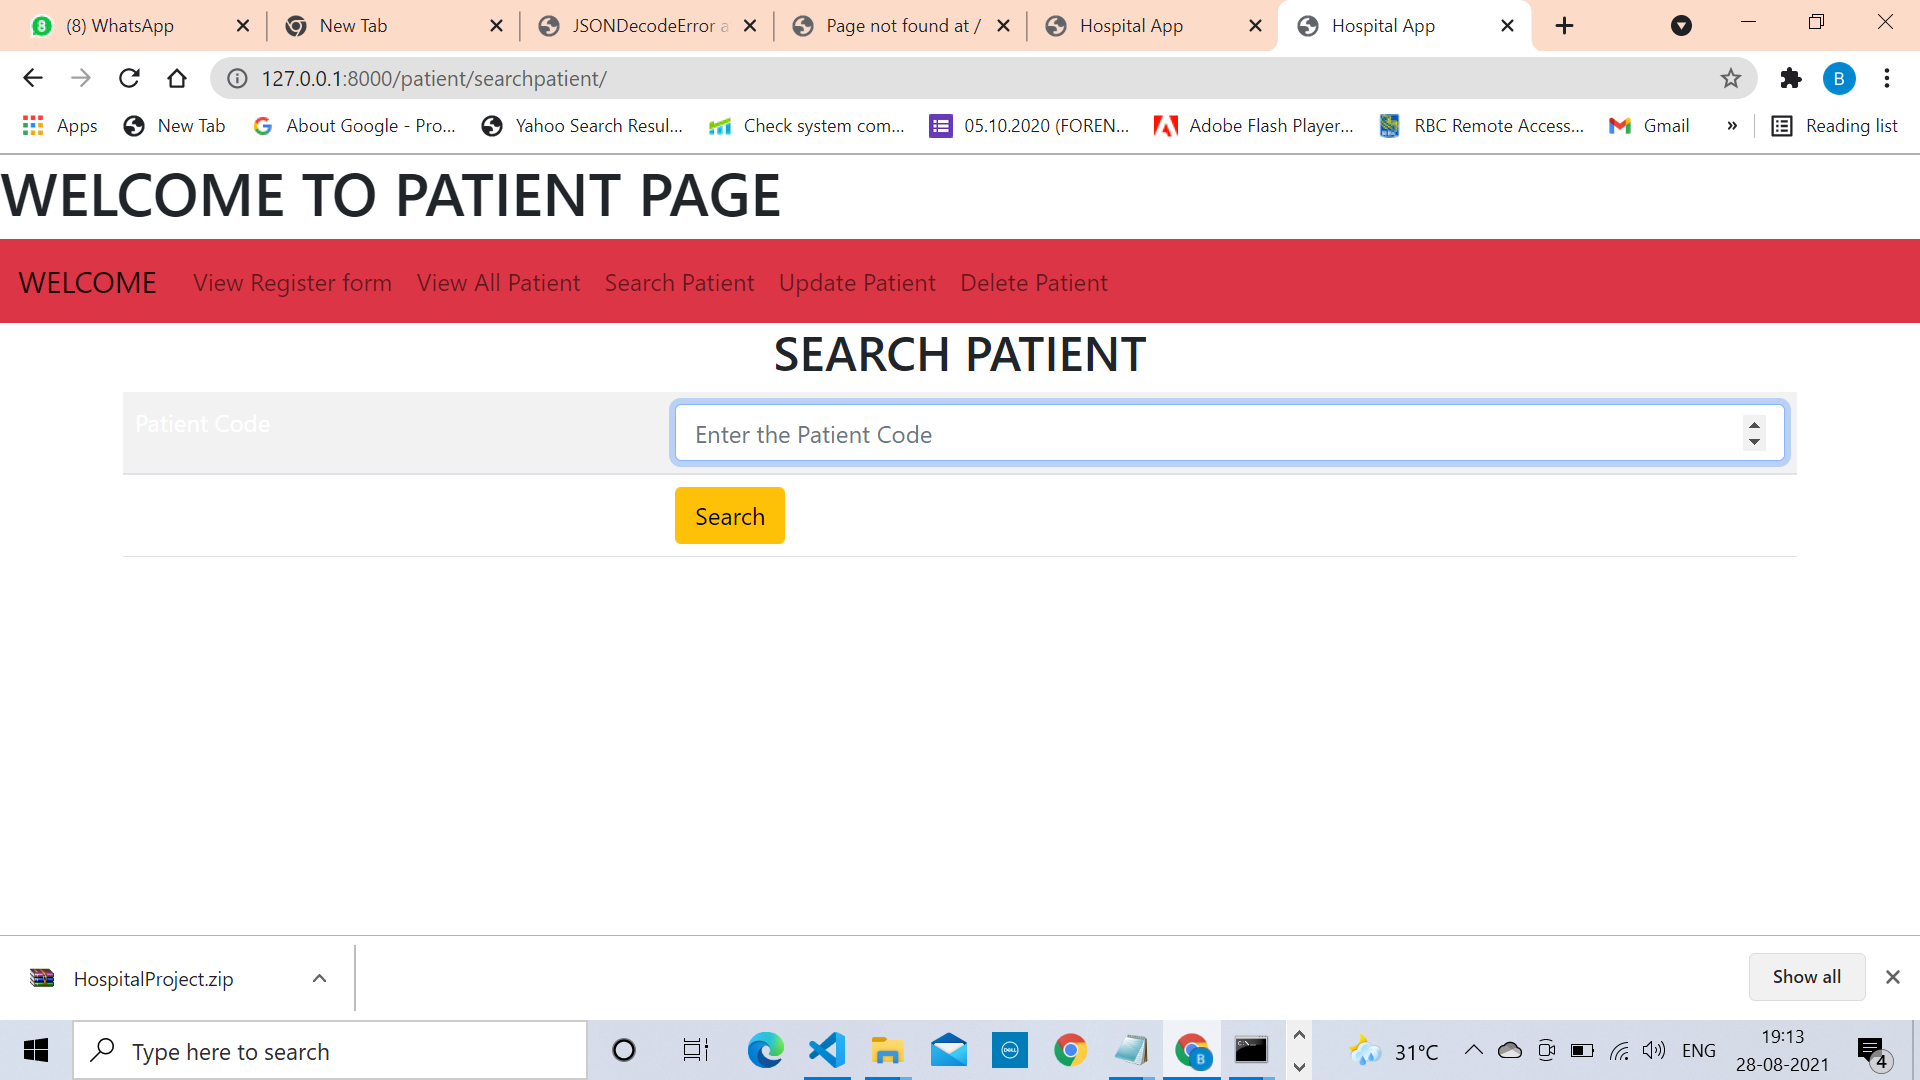 8 (8) WhatsApp New Tab JSONDecodeError a Page not found at / Hospital App Hospital App
127.0.0.1:8000/patient/searchpatient/ B
Apps New Tab About Google - Pro... Yahoo Search Resul... Check system com... 05.10.2020 (FOREN... Adobe Flash Player... RBC Remote Access... Gmail » Reading list
WELCOME TO PATIENT PAGE
WELCOME View Register form View All Patient Search Patient Update Patient Delete Patient
SEARCH PATIENT
Patient Code Enter the Patient Code
Search
HospitalProject.zip Show all
Type here to search DELL B 31°C ENG 19:13
28-08-2021 4